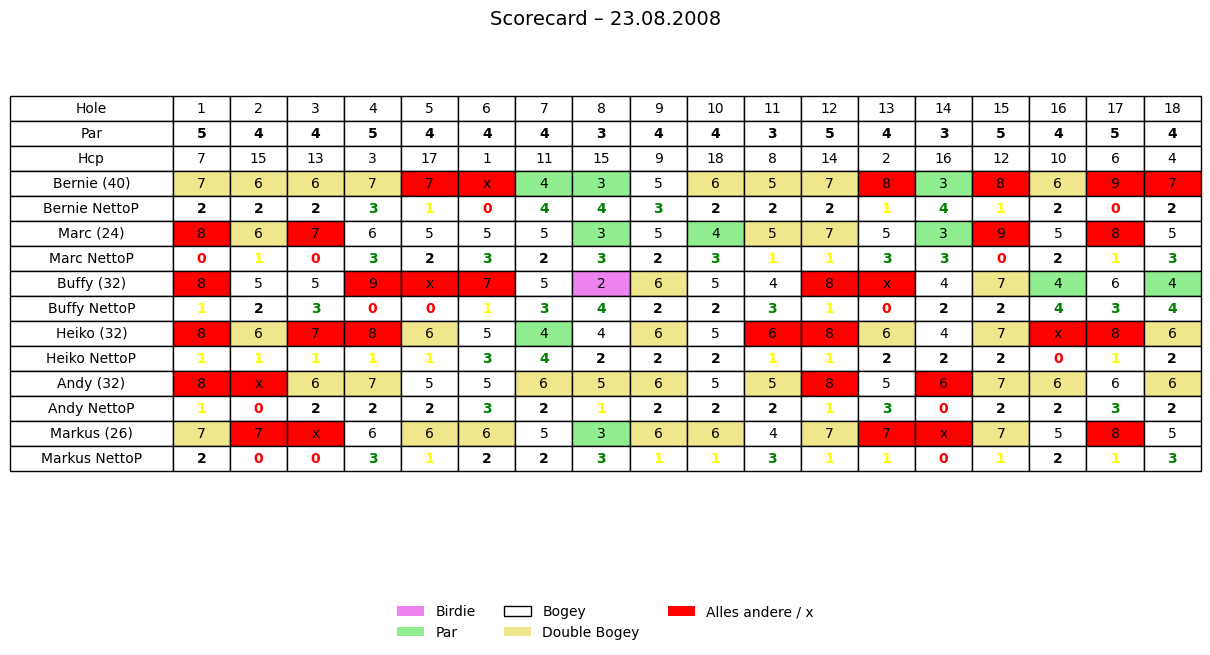 Scorecard – 23.08.2008
Hole 1 2 3 4 5 6 7 8 9 10 11 12 13 14 15 16 17 18
Par 5 4 4 5 4 4 4 3 4 4 3 5 4 3 5 4 5 4
Hcp 7 15 13 3 17 1 11 15 9 18 8 14 2 16 12 10 6 4
Bernie (40) 7 6 6 7 7 x 4 3 5 6 5 7 8 3 8 6 9 7
Bernie NettoP 2 2 2 3 1 0 4 4 3 2 2 2 1 4 1 2 0 2
Marc (24) 8 6 7 6 5 5 5 3 5 4 5 7 5 3 9 5 8 5
Marc NettoP 0 1 0 3 2 3 2 3 2 3 1 1 3 3 0 2 1 3
Buffy (32) 8 5 5 9 x 7 5 2 6 5 4 8 x 4 7 4 6 4
Buffy NettoP 1 2 3 0 0 1 3 4 2 2 3 1 0 2 2 4 3 4
Heiko (32) 8 6 7 8 6 5 4 4 6 5 6 8 6 4 7 x 8 6
Heiko NettoP 1 1 1 1 1 3 4 2 2 2 1 1 2 2 2 0 1 2
Andy (32) 8 x 6 7 5 5 6 5 6 5 5 8 5 6 7 6 6 6
Andy NettoP 1 0 2 2 2 3 2 1 2 2 2 1 3 0 2 2 3 2
Markus (26) 7 7 x 6 6 6 5 3 6 6 4 7 7 x 7 5 8 5
Markus NettoP 2 0 0 3 1 2 2 3 1 1 3 1 1 0 1 2 1 3
Birdie Bogey Alles andere / x
Par Double Bogey